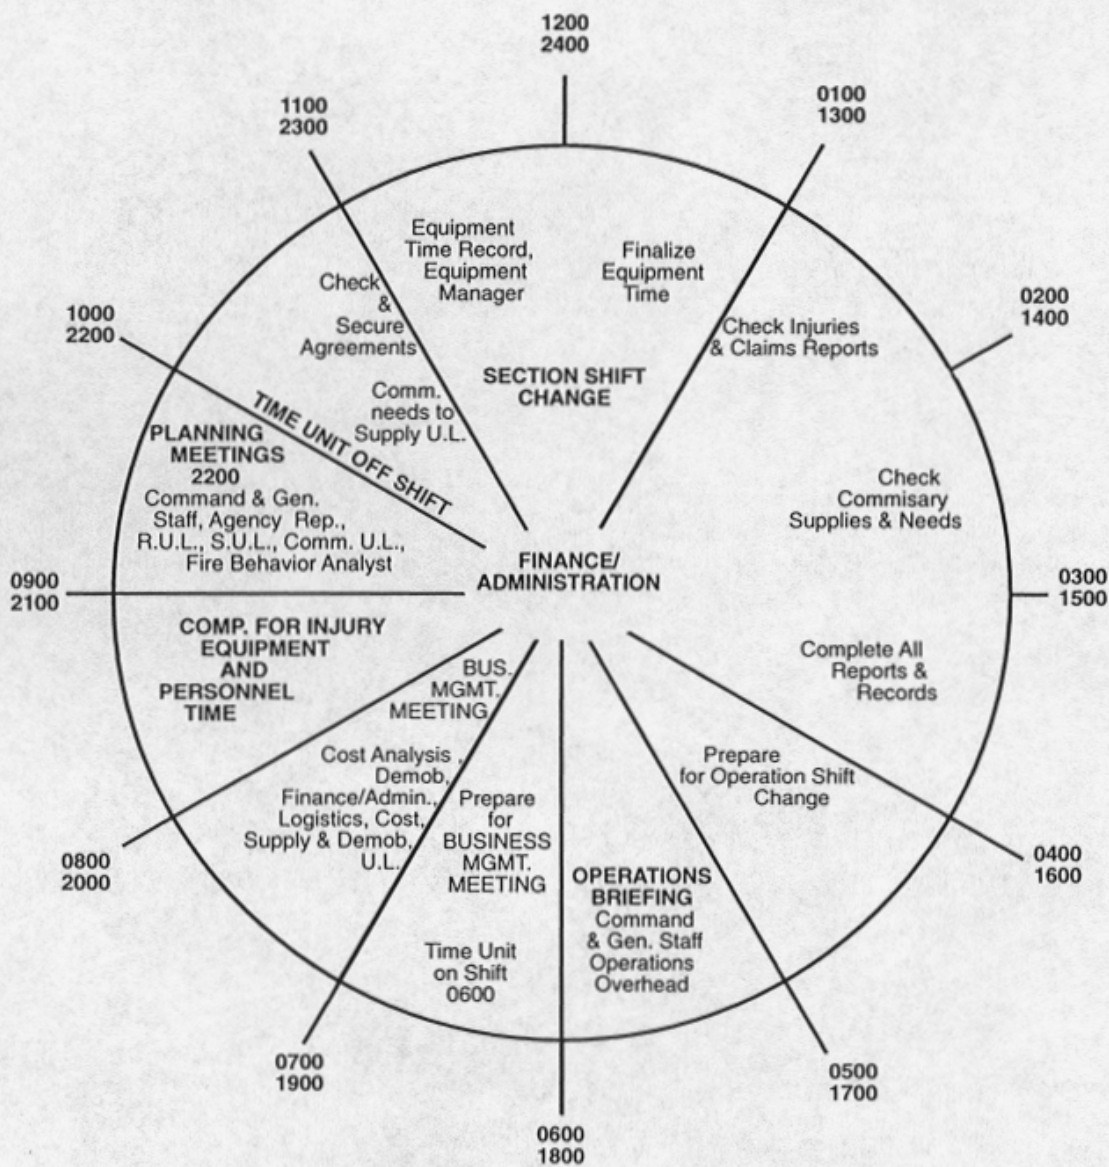 1200
2400
0100
1300
0200
1400
0300
1500
0400
1600
0500
1700
0600
1800
0700
1900
0800
2000
0900
2100
1000
2200
1100
2300
Equipment
Time Record,
Equipment
Manager
Finalize
Equipment
Time
SECTION SHIFT
CHANGE
Check Injuries
& Claims Reports
Check
Commisary
Supplies & Needs
Complete All
Reports &
Records
Prepare
for Operation Shift
Change
OPERATIONS
BRIEFING
Command
& Gen. Staff
Operations
Overhead
Prepare
for
BUSINESS
MGMT.
MEETING
Time Unit
on Shift
0600
BUS.
MGMT.
MEETING
Cost Analysis,
Demob,
Finance/Admin.,
Logistics, Cost,
Supply & Demob,
U.L.
COMP. FOR INJURY
EQUIPMENT
AND
PERSONNEL
TIME
PLANNING
MEETINGS
2200
Command & Gen.
Staff, Agency Rep.,
R.U.L., S.U.L., Comm. U.L.,
Fire Behavior Analyst
TIME UNIT OFF SHIFT
Check
&
Secure
Agreements
Comm.
needs to
Supply U.L.
FINANCE/
ADMINISTRATION